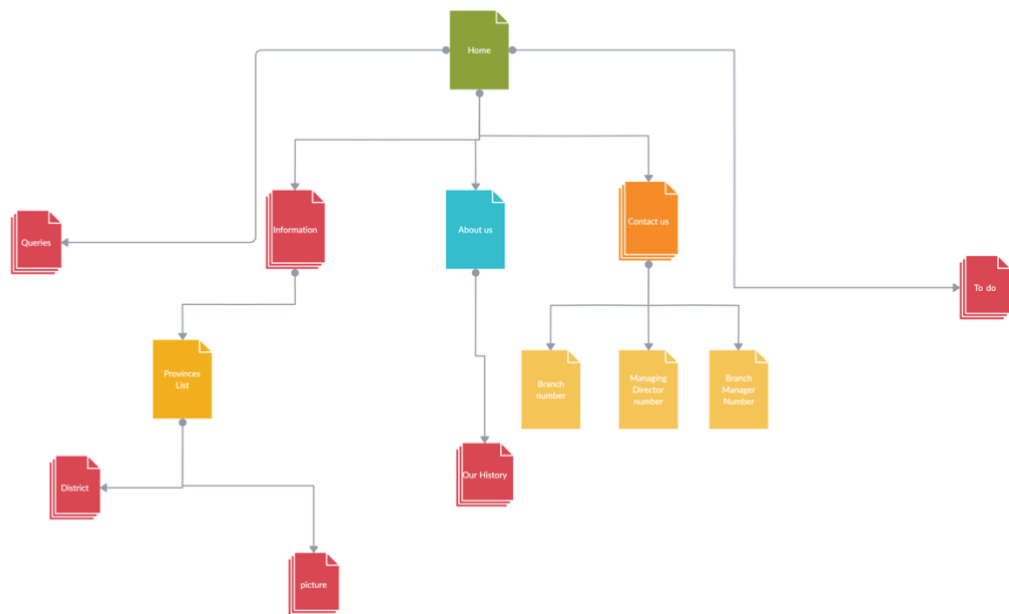 Home
Queries
Information
About us
Contact us
To do
Provinces
List
Branch
number
Managing
Director
number
Branch
Manager
Number
District
Our History
picture